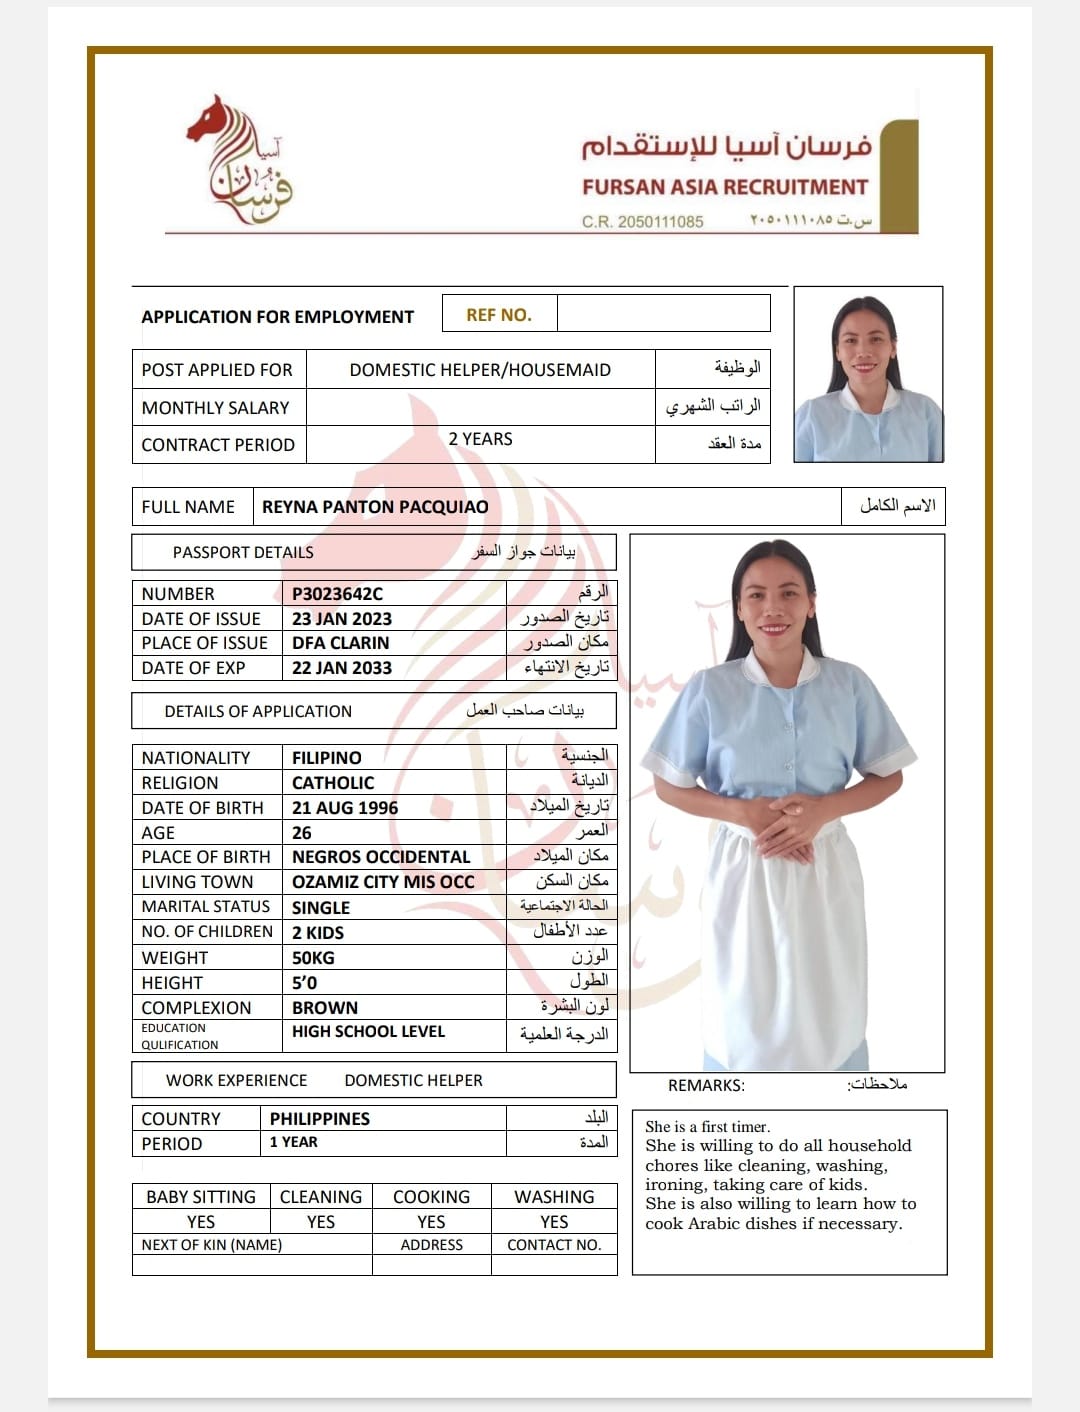 آسيا
فرسان
فرسان آسيا للإستقدام
FURSAN ASIA RECRUITMENT
C.R. 2050111085 س.ت ٢٠٥٠١١١٠٨٥
APPLICATION FOR EMPLOYMENT REF NO.
POST APPLIED FOR DOMESTIC HELPER/HOUSEMAID الوظيفة
MONTHLY SALARY الراتب الشهري
CONTRACT PERIOD 2 YEARS مدة العقد
FULL NAME REYNA PANTON PACQUIAO الاسم الكامل
PASSPORT DETAILS بيانات جواز السفر
NUMBER P3023642C الرقم
DATE OF ISSUE 23 JAN 2023 تاريخ الصدور
PLACE OF ISSUE DFA CLARIN مكان الصدور
DATE OF EXP 22 JAN 2033 تاريخ الانتهاء
DETAILS OF APPLICATION بيانات صاحب العمل
NATIONALITY FILIPINO الجنسية
RELIGION CATHOLIC الديانة
DATE OF BIRTH 21 AUG 1996 تاريخ الميلاد
AGE 26 العمر
PLACE OF BIRTH NEGROS OCCIDENTAL مكان الميلاد
LIVING TOWN OZAMIZ CITY MIS OCC مكان السكن
MARITAL STATUS SINGLE الحالة الاجتماعية
NO. OF CHILDREN 2 KIDS عدد الأطفال
WEIGHT 50KG الوزن
HEIGHT 5’0 الطول
COMPLEXION BROWN لون البشرة
EDUCATION
QULIFICATION HIGH SCHOOL LEVEL الدرجة العلمية
WORK EXPERIENCE DOMESTIC HELPER
COUNTRY PHILIPPINES البلد
PERIOD 1 YEAR المدة
BABY SITTING CLEANING COOKING WASHING
YES YES YES YES
NEXT OF KIN (NAME) ADDRESS CONTACT NO.
REMARKS: ملاحظات:
She is a first timer.
She is willing to do all household
chores like cleaning, washing,
ironing, taking care of kids.
She is also willing to learn how to
cook Arabic dishes if necessary.